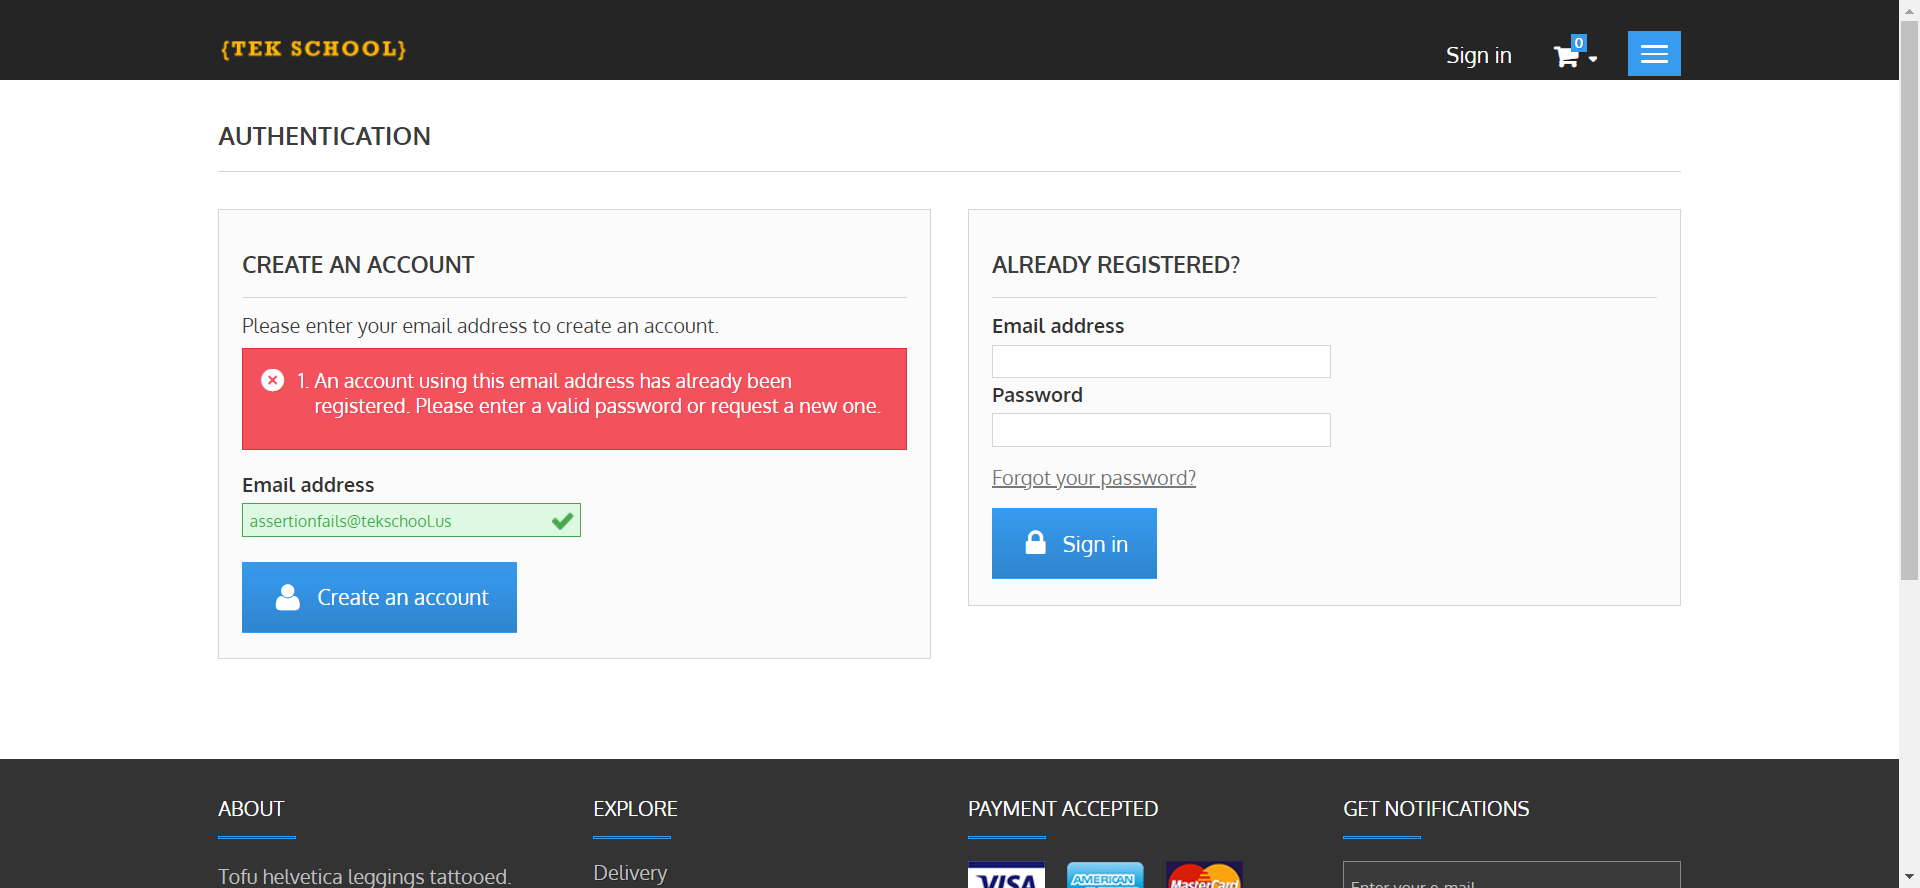 {TEK SCHOOL}
Sign in
0
AUTHENTICATION
CREATE AN ACCOUNT
Please enter your email address to create an account.
1. An account using this email address has already been
registered. Please enter a valid password or request a new one.
Email address
assertionfails@tekschool.us
Create an account
ALREADY REGISTERED?
Email address
Password
Forgot your password?
Sign in
ABOUT
Tofu helvetica leggings tattooed.
EXPLORE
Delivery
PAYMENT ACCEPTED
VISA
AMERICAN
MasterCard
GET NOTIFICATIONS
Enter your e-mail